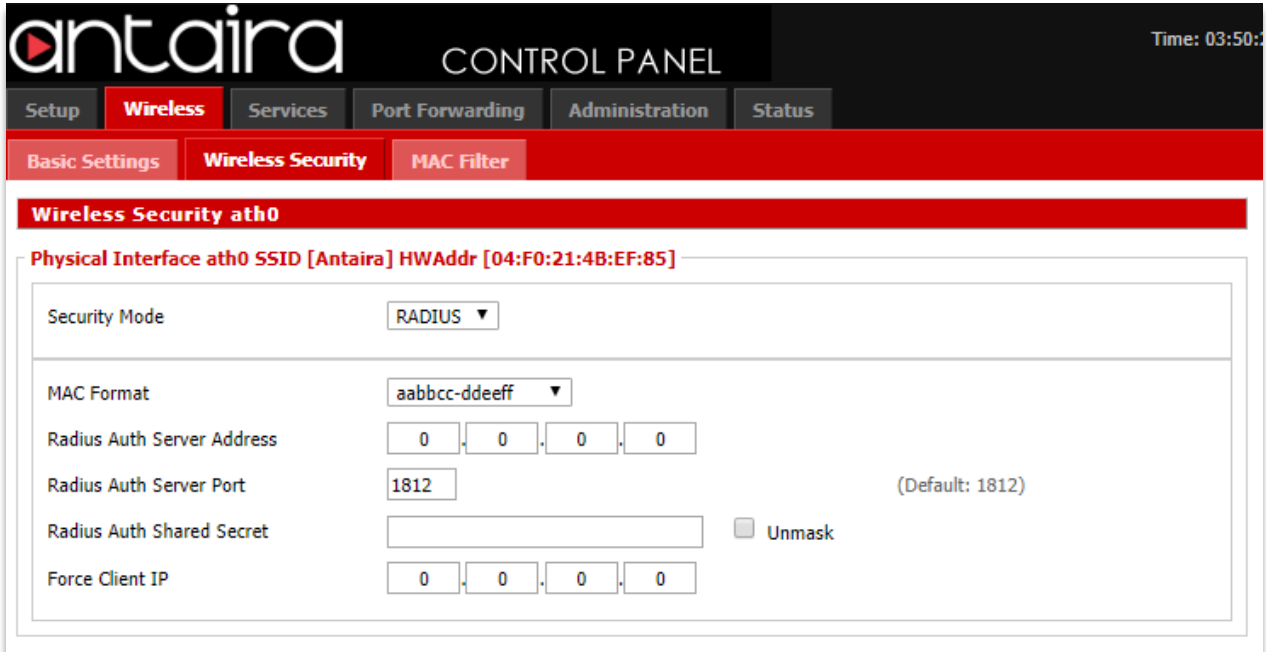 antaira CONTROL PANEL
Time: 03:50:
Setup Wireless Services Port Forwarding Administration Status
Basic Settings Wireless Security MAC Filter
Wireless Security ath0
Physical Interface ath0 SSID [Antaira] HWAddr [04:F0:21:4B:EF:85]
Security Mode RADIUS
MAC Format aabbcc-ddeeff
Radius Auth Server Address 0 . 0 . 0 . 0
Radius Auth Server Port 1812 (Default: 1812)
Radius Auth Shared Secret Unmask
Force Client IP 0 . 0 . 0 . 0